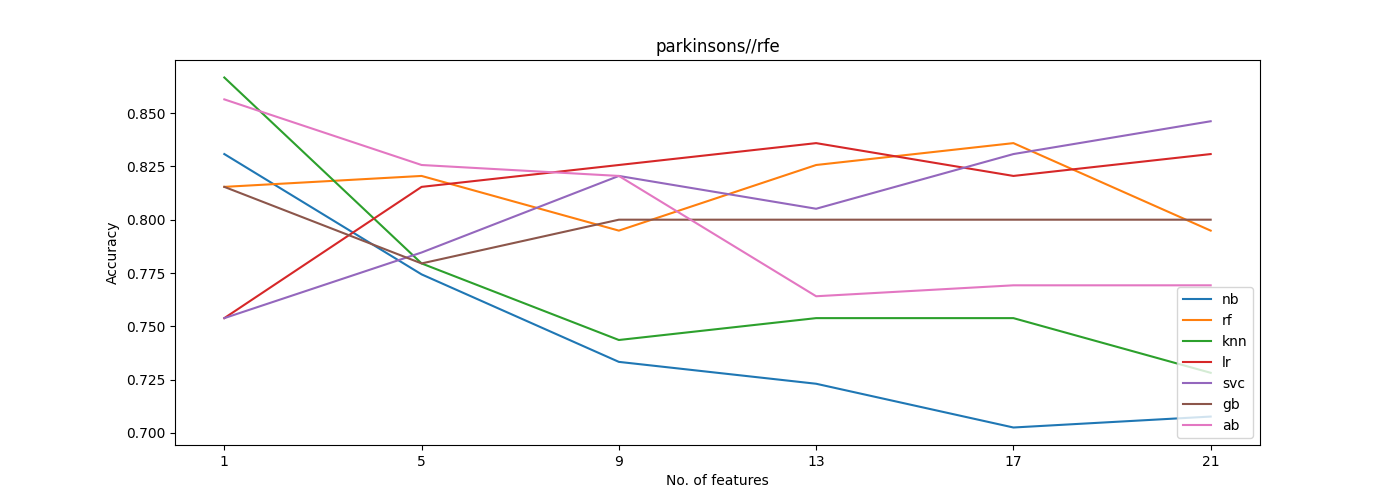 parkinsons//rfe
Accuracy
0.850
0.825
0.800
0.775
0.750
0.725
0.700
nb
rf
knn
lr
svc
gb
ab
1 5 9 13 17 21
No. of features